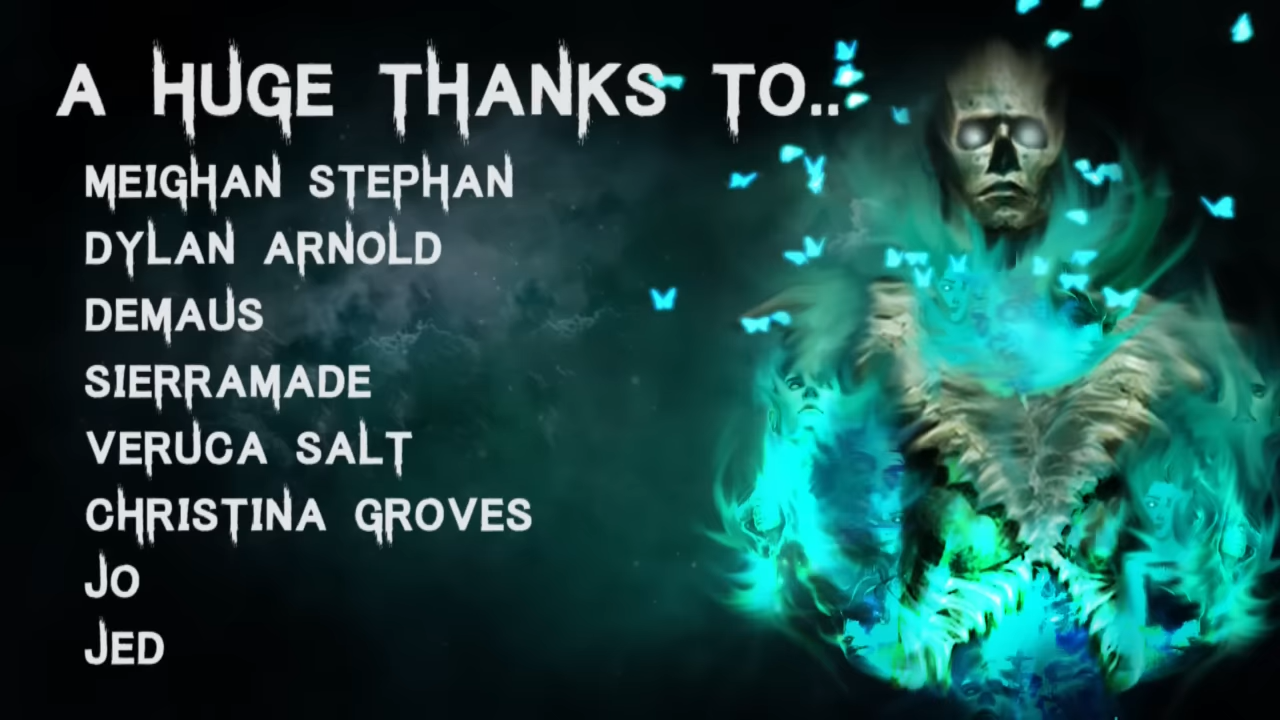 A HUGE THANKS TO..
MEIGHAN STEPHAN
DYLAN ARNOLD
DEMAUS
SIERRAMADE
VERUCA SALT
CHRISTINA GROVES
JO
JED